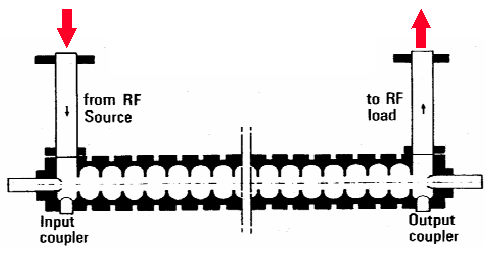 from RF
Source
to RF
load
Input
coupler
Output
coupler